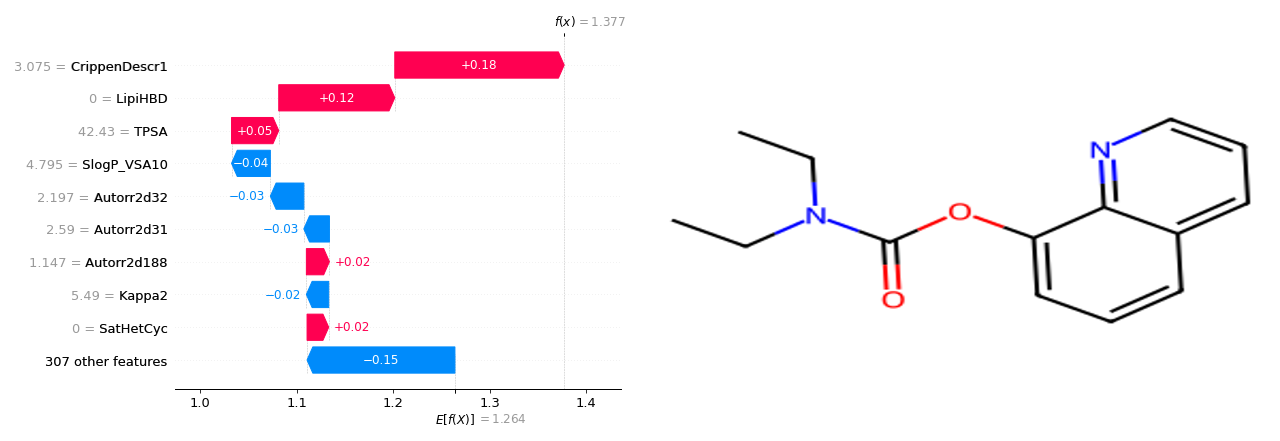 f(x) = 1.377
3.075 = CrippenDescr1
+0.18
0 = LipiHBD
+0.12
42.43 = TPSA
+0.05
4.795 = SlogP_VSA10
−0.04
2.197 = Autorr2d32
−0.03
2.59 = Autorr2d31
−0.03
1.147 = Autorr2d188
+0.02
5.49 = Kappa2
−0.02
0 = SatHetCyc
+0.02
307 other features
−0.15
1.0 1.1 1.2 1.3 1.4
E[f(X)] = 1.264
N
N
O
O